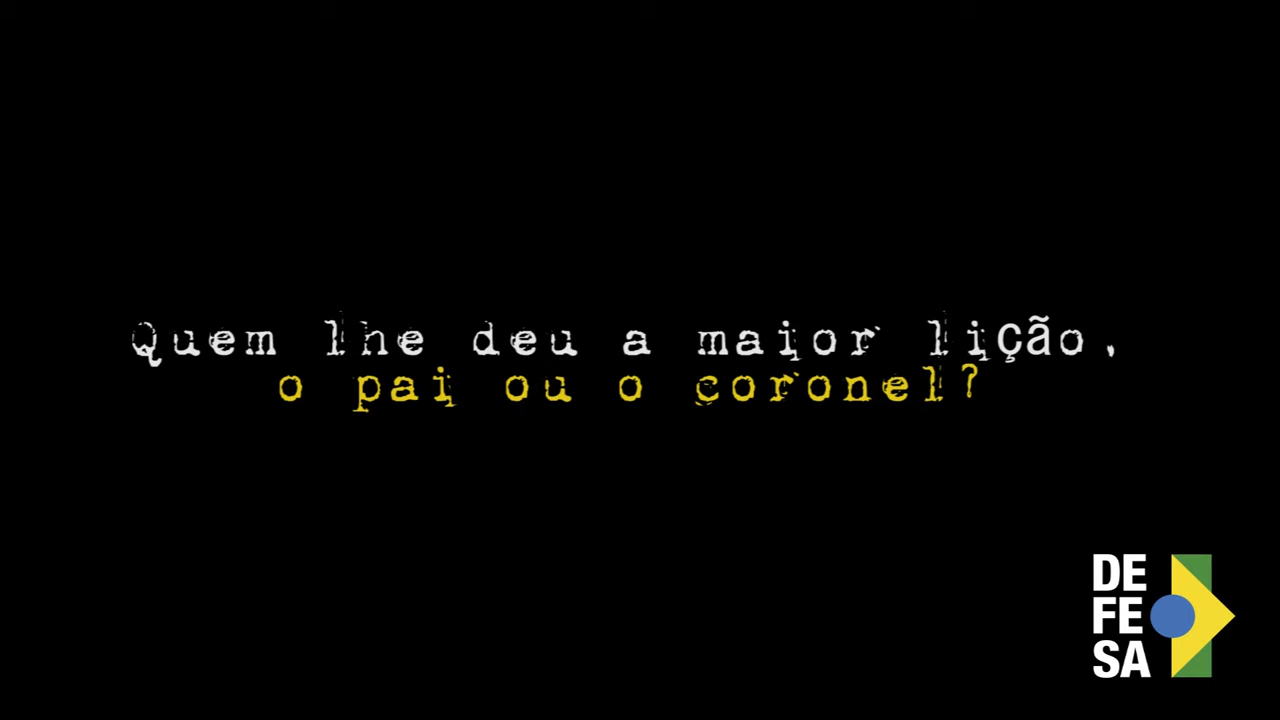 Quem lhe deu a maior lição,
o pai ou o coronel?
DE
FE
SA